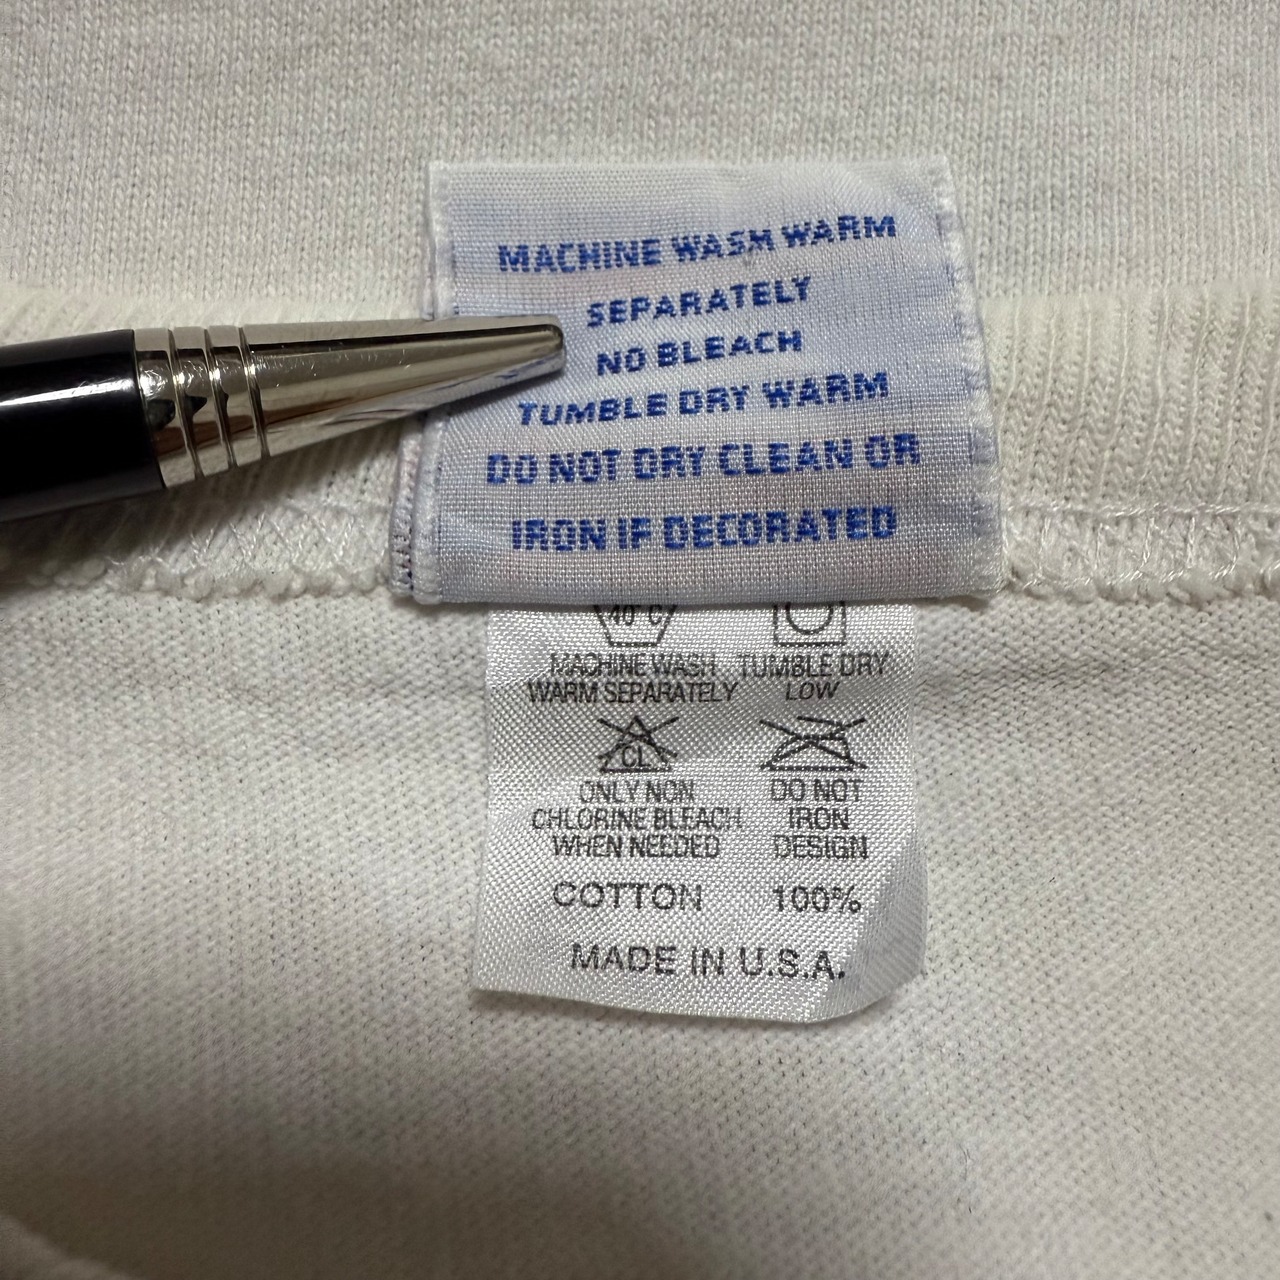 MACHINE WASH WARM
SEPARATELY
NO BLEACH
TUMBLE DRY WARM
DO NOT DRY CLEAN OR
IRON IF DECORATED
40°C
MACHINE WASH TUMBLE DRY
WARM SEPARATELY LOW
CL
ONLY NON DO NOT
CHLORINE BLEACH IRON
WHEN NEEDED DESIGN
COTTON 100%
MADE IN U.S.A.